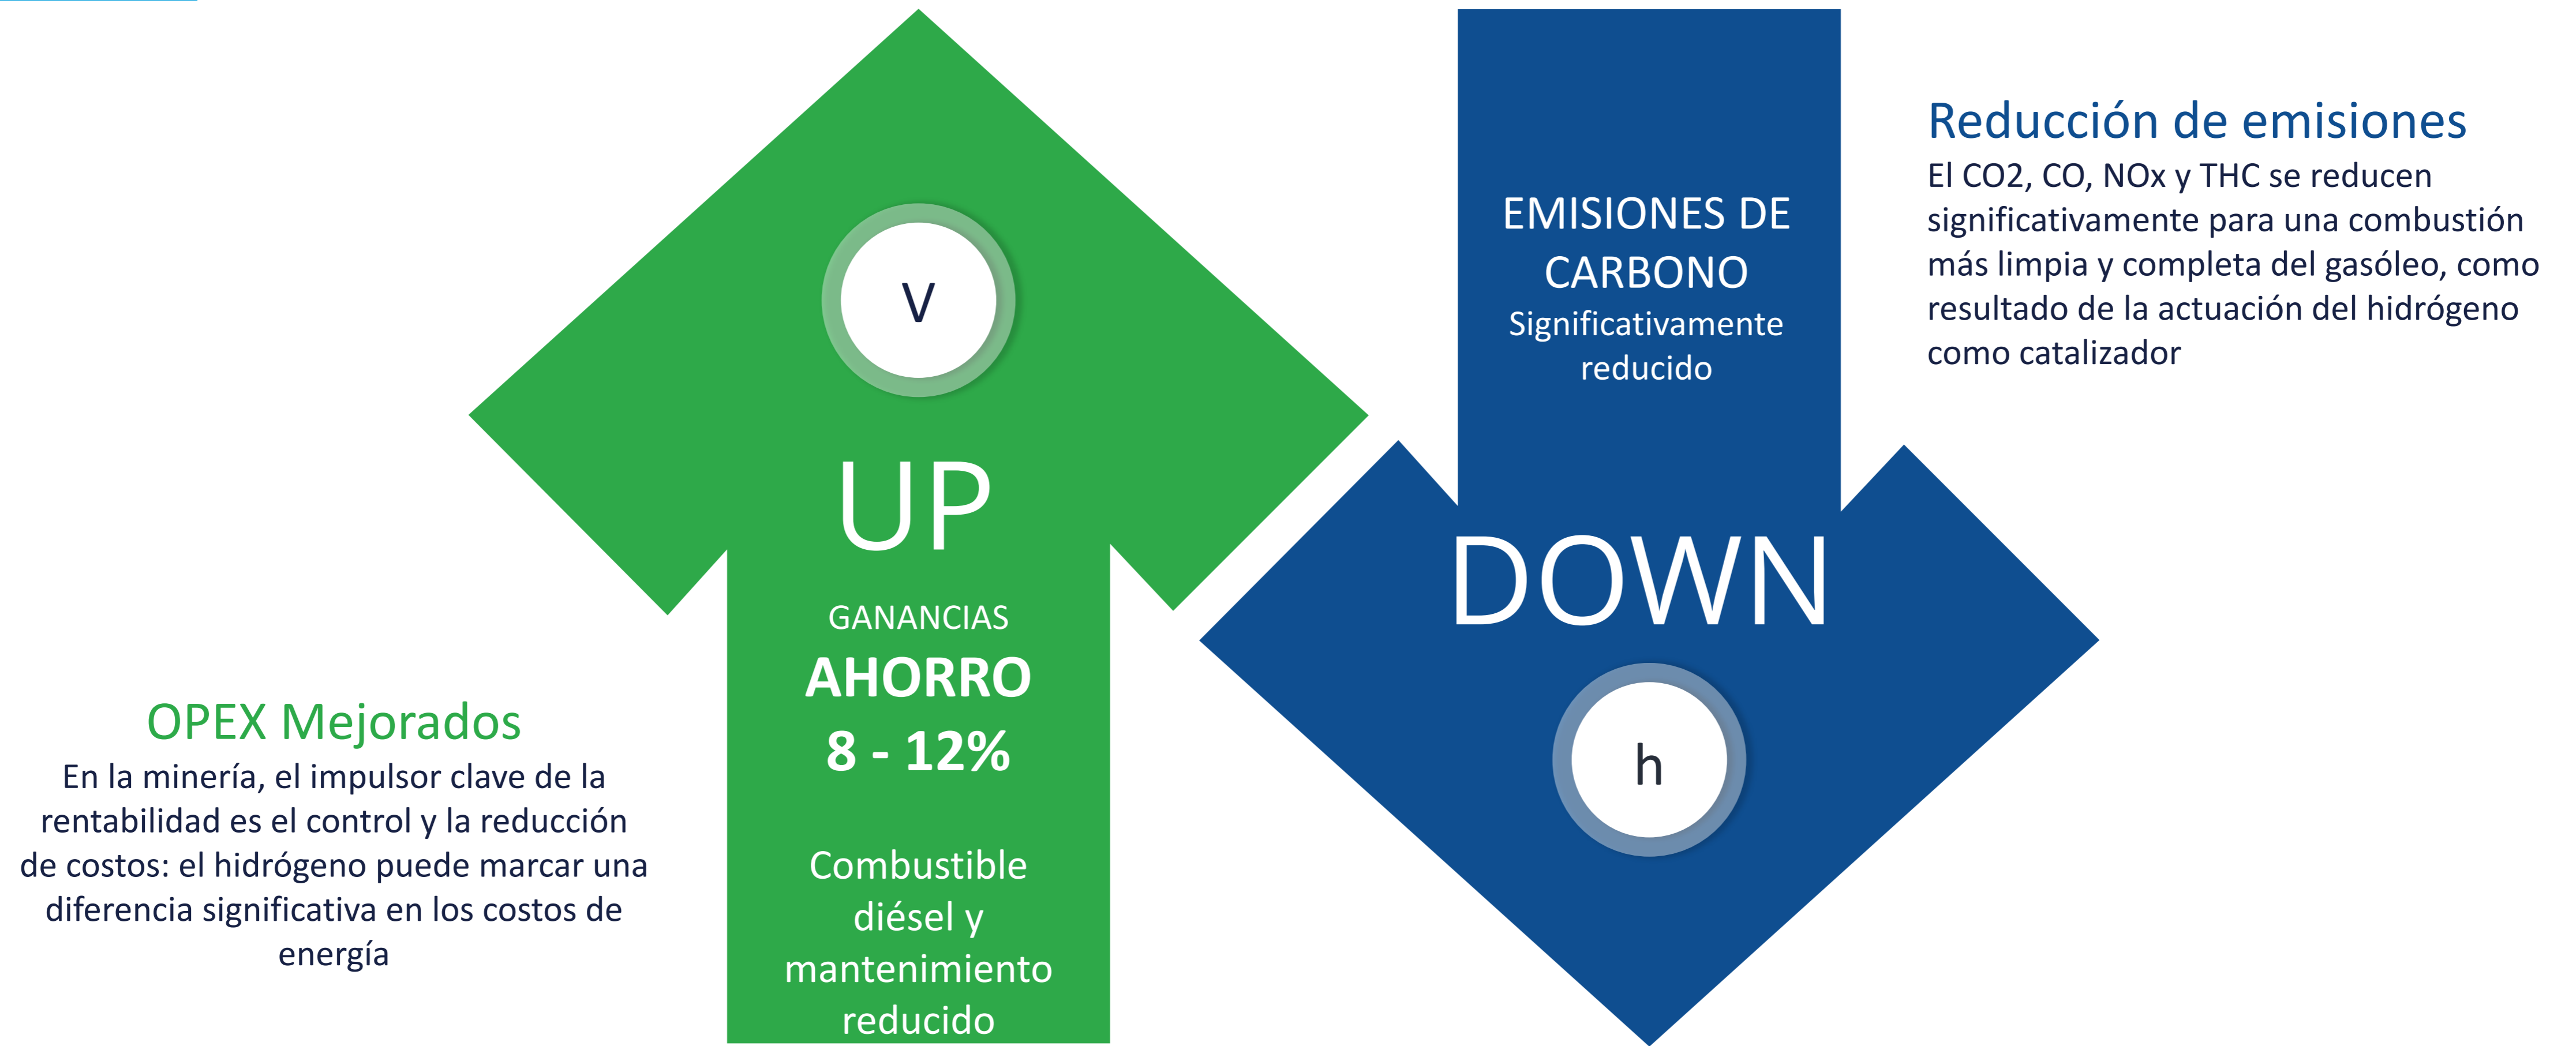 V
UP
GANANCIAS
AHORRO
8 - 12%
Combustible
diésel y
mantenimiento
reducido
OPEX Mejorados
En la minería, el impulsor clave de la
rentabilidad es el control y la reducción
de costos: el hidrógeno puede marcar una
diferencia significativa en los costos de
energía
EMISIONES DE
CARBONO
Significativamente
reducido
DOWN
h
Reducción de emisiones
El CO2, CO, NOx y THC se reducen
significativamente para una combustión
más limpia y completa del gasóleo, como
resultado de la actuación del hidrógeno
como catalizador